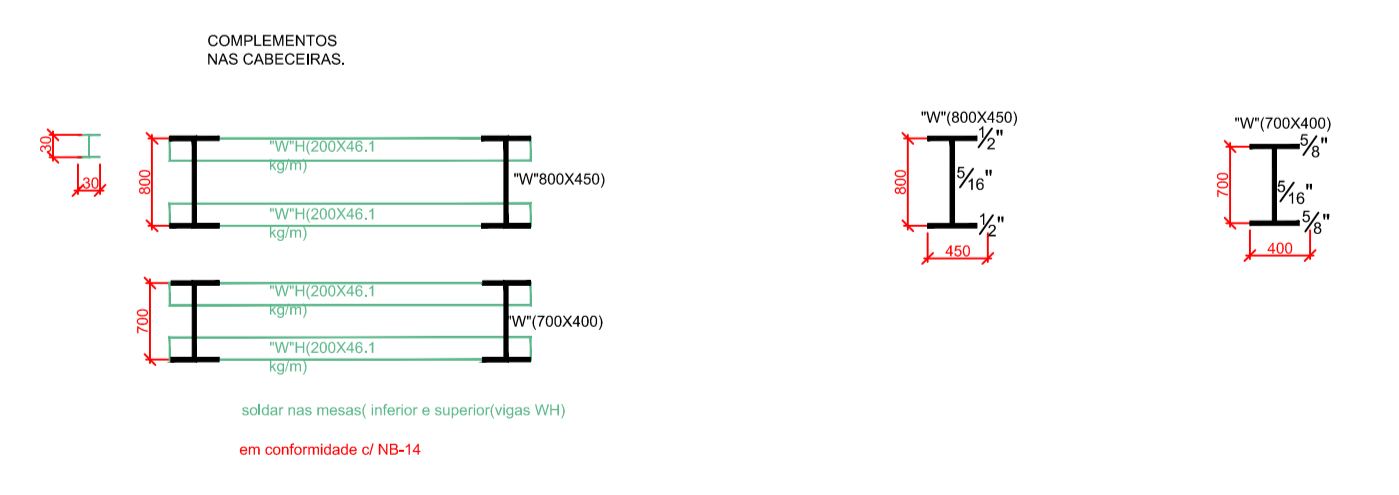 COMPLEMENTOS
NAS CABECEIRAS.
30
30
800
"W"H(200X46.1
kg/m)
"W"800X450)
"W"H(200X46.1
kg/m)
700
"W"H(200X46.1
kg/m)
"W"(700X400)
"W"H(200X46.1
kg/m)
soldar nas mesas( inferior e superior(vigas WH)
em conformidade c/ NB-14
"W"(800X450)
1/2"
800
5/16"
1/2"
450
"W"(700X400)
5/8"
700
5/16"
5/8"
400